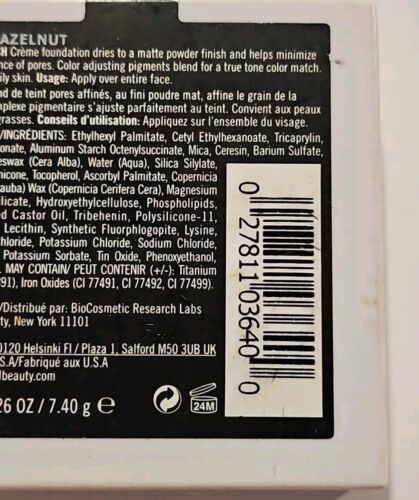 AZELNUT
SH Crème foundation dries to a matte powder finish and helps minimize
nce of pores. Color adjusting pigments blend for a true tone color match.
ily skin. Usage: Apply over entire face.
nd de teint pores affinés, au fini poudre mat, affine le grain de la
mplexe pigmentaire s'ajuste parfaitement au teint. Convient aux peaux
grasses. Conseils d'utilisation: Appliquez sur l'ensemble du visage.
/INGRÉDIENTS: Ethylhexyl Palmitate, Cetyl Ethylhexanoate, Tricaprylin,
onate, Aluminum Starch Octenylsuccinate, Mica, Ceresin, Barium Sulfate,
eswax (Cera Alba), Water (Aqua), Silica Silylate,
hicone, Tocopherol, Ascorbyl Palmitate, Copernicia
auba) Wax (Copernicia Cerifera Cera), Magnesium
ilicate, Hydroxyethylcellulose, Phospholipids,
ed Castor Oil, Tribehenin, Polysilicone-11,
Lecithin, Synthetic Fluorphlogopite, Lysine,
hloride, Potassium Chloride, Sodium Chloride,
Potassium Sorbate, Tin Oxide, Phenoxyethanol,
. MAY CONTAIN/ PEUT CONTENIR (+/-): Titanium
891), Iron Oxides (CI 77491, CI 77492, CI 77499).
/Distribué par: BioCosmetic Research Labs
ty, New York 11101
00120 Helsinki FI / Plaza 1, Salford M50 3UB UK
S.A/Fabriqué aux U.S.A
lbeauty.com
26 OZ / 7.40 g e
24M
0 27811 03640 0